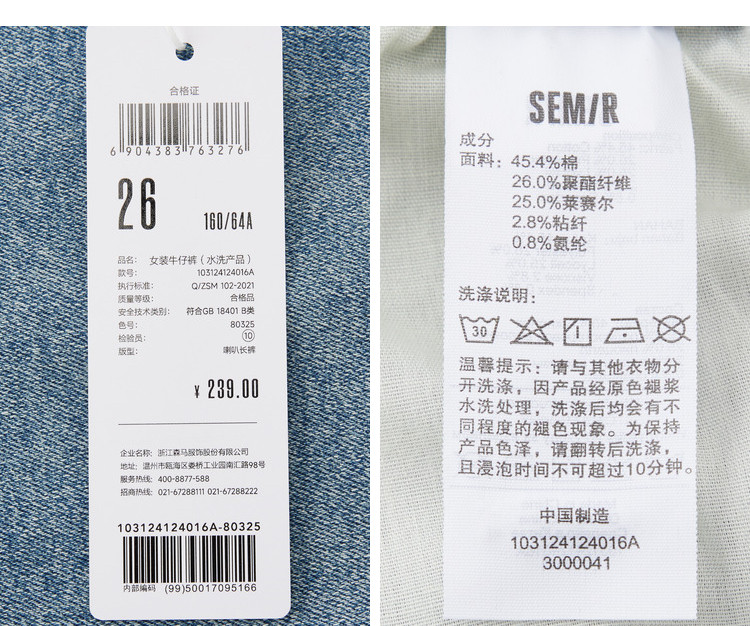 合格证
6 904383 763276
26
160/64A
品名: 女装牛仔裤（水洗产品）
款号: 103124124016A
执行标准: Q/ZSM 102-2021
质量等级: 合格品
安全技术类别: 符合GB 18401 B类
色号: 80325
检验员: ⑩
版型: 喇叭长裤
¥ 239.00
企业名称: 浙江森马服饰股份有限公司
地址: 温州市瓯海区娄桥工业园南汇路98号
服务热线: 400-8877-588
招商热线: 021-67288111 021-67288222
103124124016A-80325
内部编码 (99)50017095166
SEM/R
成分
面料: 45.4%棉
26.0%聚酯纤维
25.0%莱赛尔
2.8%粘纤
0.8%氨纶
洗涤说明:
30
温馨提示: 请与其他衣物分
开洗涤, 因产品经原色褪浆
水洗处理, 洗涤后均会有不
同程度的褪色现象。为保持
产品色泽, 请翻转后洗涤,
且浸泡时间不可超过10分钟。
中国制造
103124124016A
3000041